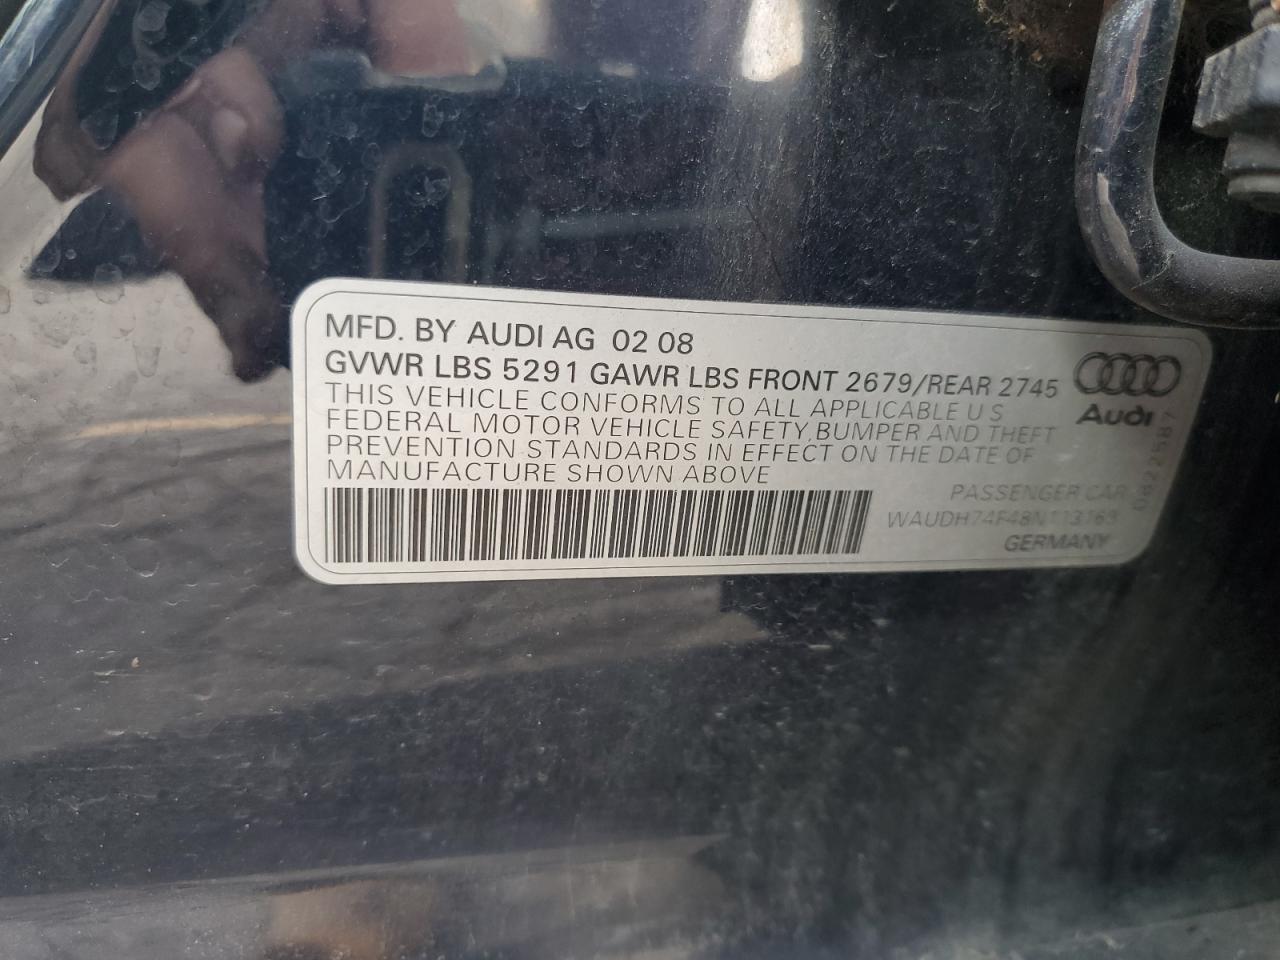 MFD. BY AUDI AG 02 08
GVWR LBS 5291 GAWR LBS FRONT 2679/REAR 2745
THIS VEHICLE CONFORMS TO ALL APPLICABLE U S
FEDERAL MOTOR VEHICLE SAFETY, BUMPER AND THEFT
PREVENTION STANDARDS IN EFFECT ON THE DATE OF
MANUFACTURE SHOWN ABOVE
Audi
PASSENGER CAR
WAUDH74F48N113163
GERMANY